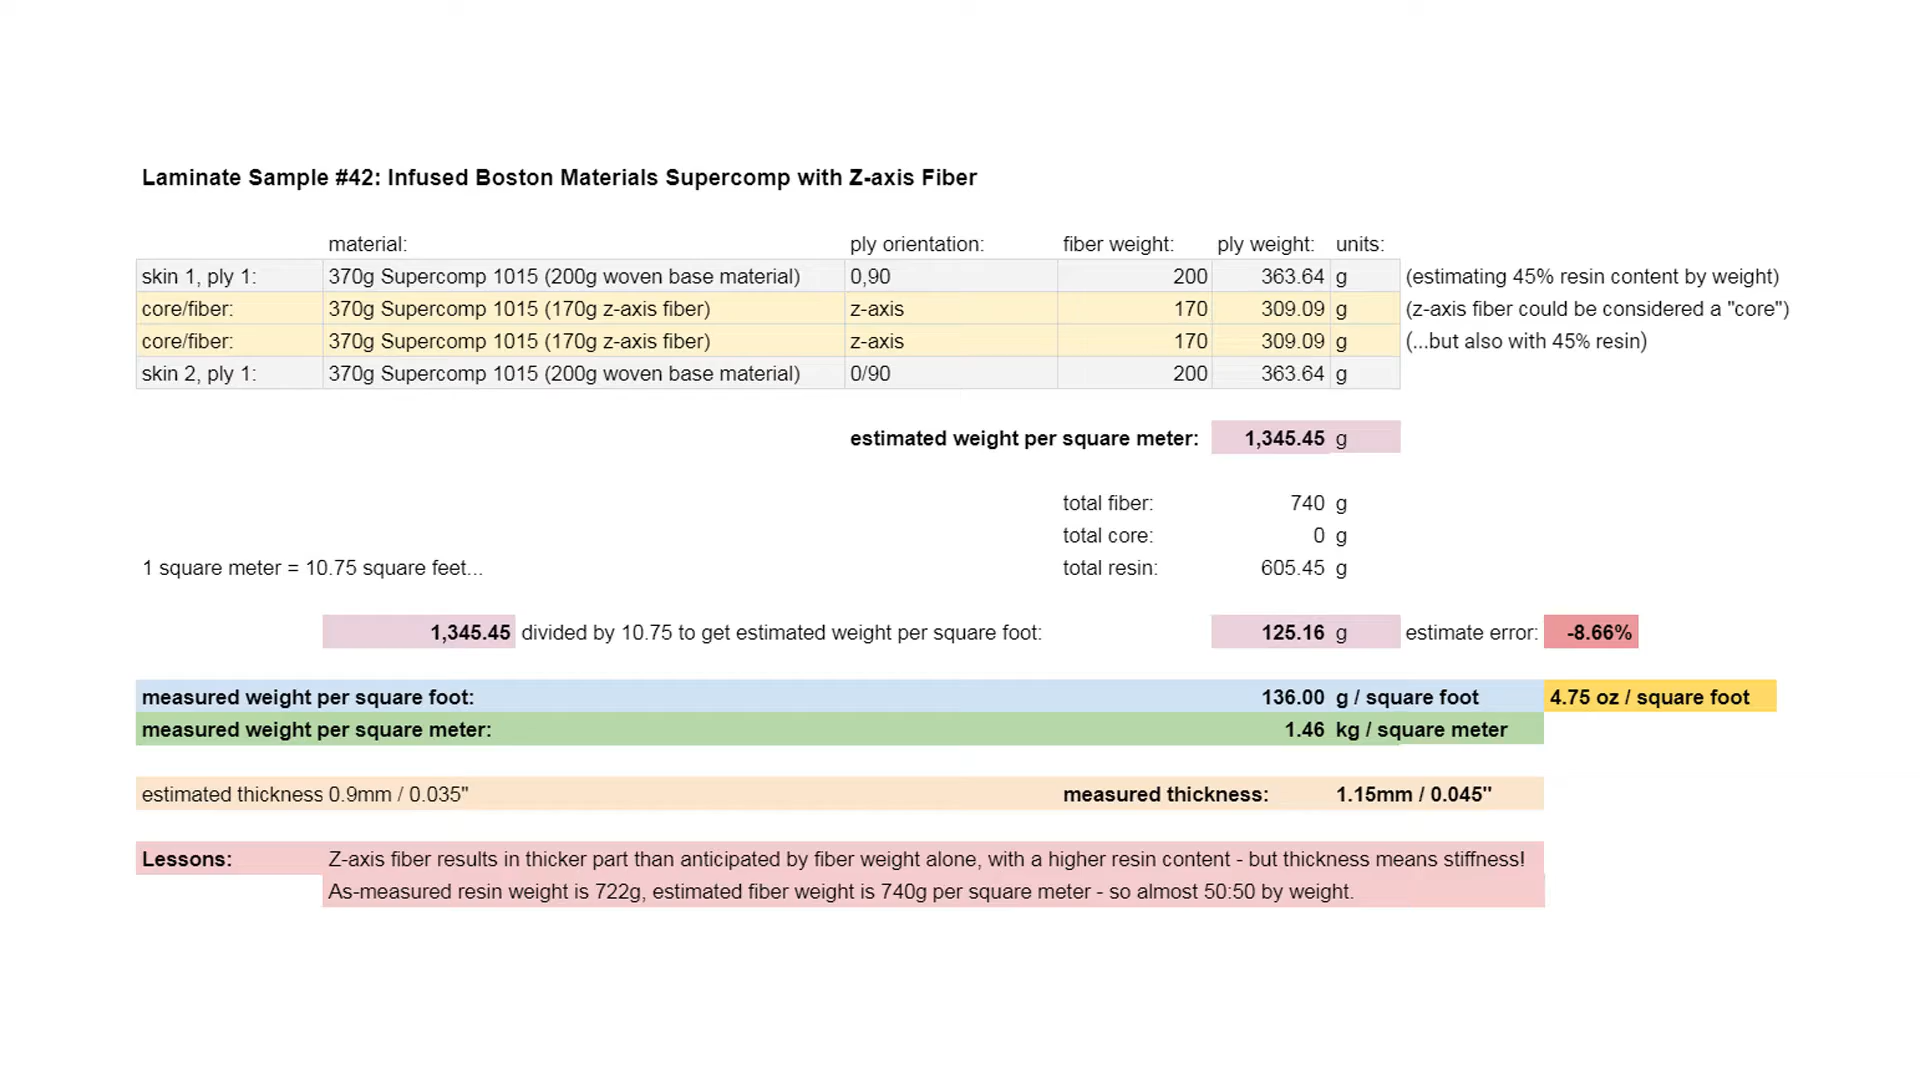 Laminate Sample #42: Infused Boston Materials Supercomp with Z-axis Fiber
material: ply orientation: fiber weight: ply weight: units:
skin 1, ply 1: 370g Supercomp 1015 (200g woven base material) 0,90 200 363.64 g (estimating 45% resin content by weight)
core/fiber: 370g Supercomp 1015 (170g z-axis fiber) z-axis 170 309.09 g (z-axis fiber could be considered a "core")
core/fiber: 370g Supercomp 1015 (170g z-axis fiber) z-axis 170 309.09 g (...but also with 45% resin)
skin 2, ply 1: 370g Supercomp 1015 (200g woven base material) 0/90 200 363.64 g
estimated weight per square meter: 1,345.45 g
total fiber: 740 g
total core: 0 g
1 square meter = 10.75 square feet... total resin: 605.45 g
1,345.45 divided by 10.75 to get estimated weight per square foot: 125.16 g estimate error: -8.66%
measured weight per square foot: 136.00 g / square foot 4.75 oz / square foot
measured weight per square meter: 1.46 kg / square meter
estimated thickness 0.9mm / 0.035" measured thickness: 1.15mm / 0.045"
Lessons: Z-axis fiber results in thicker part than anticipated by fiber weight alone, with a higher resin content - but thickness means stiffness!
As-measured resin weight is 722g, estimated fiber weight is 740g per square meter - so almost 50:50 by weight.